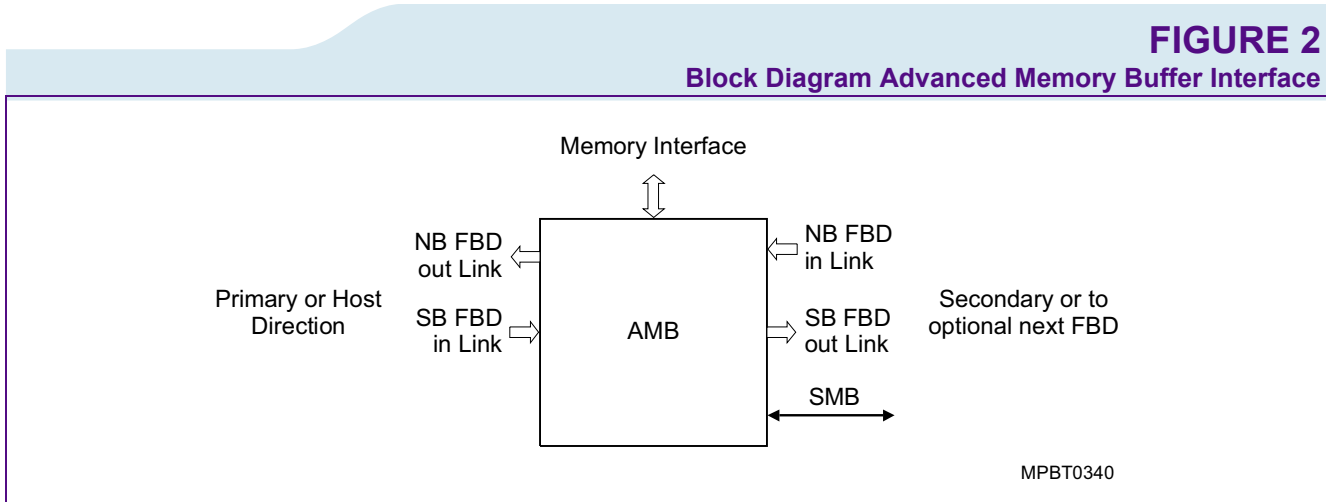 FIGURE 2
Block Diagram Advanced Memory Buffer Interface
Memory Interface
NB FBD
out Link
NB FBD
in Link
Primary or Host
Direction
SB FBD
in Link
AMB
SB FBD
out Link
Secondary or to
optional next FBD
SMB
MPBT0340